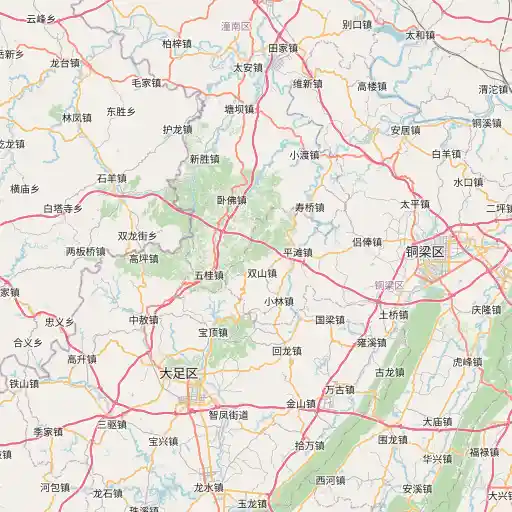 云峰乡
潼南区
别口镇
柏梓镇
田家镇
太和镇
岳新乡
龙台镇
太安镇
毛家镇
维新镇
高楼镇
渭沱镇
东胜乡
塘坝镇
林凤镇
护龙镇
安居镇
铜溪镇
乾龙镇
新胜镇
小渡镇
白羊镇
石羊镇
水口镇
横庙乡
卧佛镇
白塔寺乡
寿桥镇
太平镇
二坪镇
双龙街乡
侣俸镇
两板桥镇
高坪镇
平滩镇
铜梁区
五桂镇
双山镇
铜梁区
小林镇
忠义乡
中敖镇
国梁镇
土桥镇
庆隆镇
宝顶镇
合义乡
雍溪镇
高升镇
回龙镇
虎峰镇
大足区
古龙镇
铁山镇
万古镇
金山镇
智凤街道
三驱镇
大庙镇
季家镇
宝兴镇
拾万镇
围龙镇
福禄镇
华兴镇
河包镇
龙石镇
龙水镇
西河镇
安溪镇
大兴镇
珠溪镇
玉龙镇